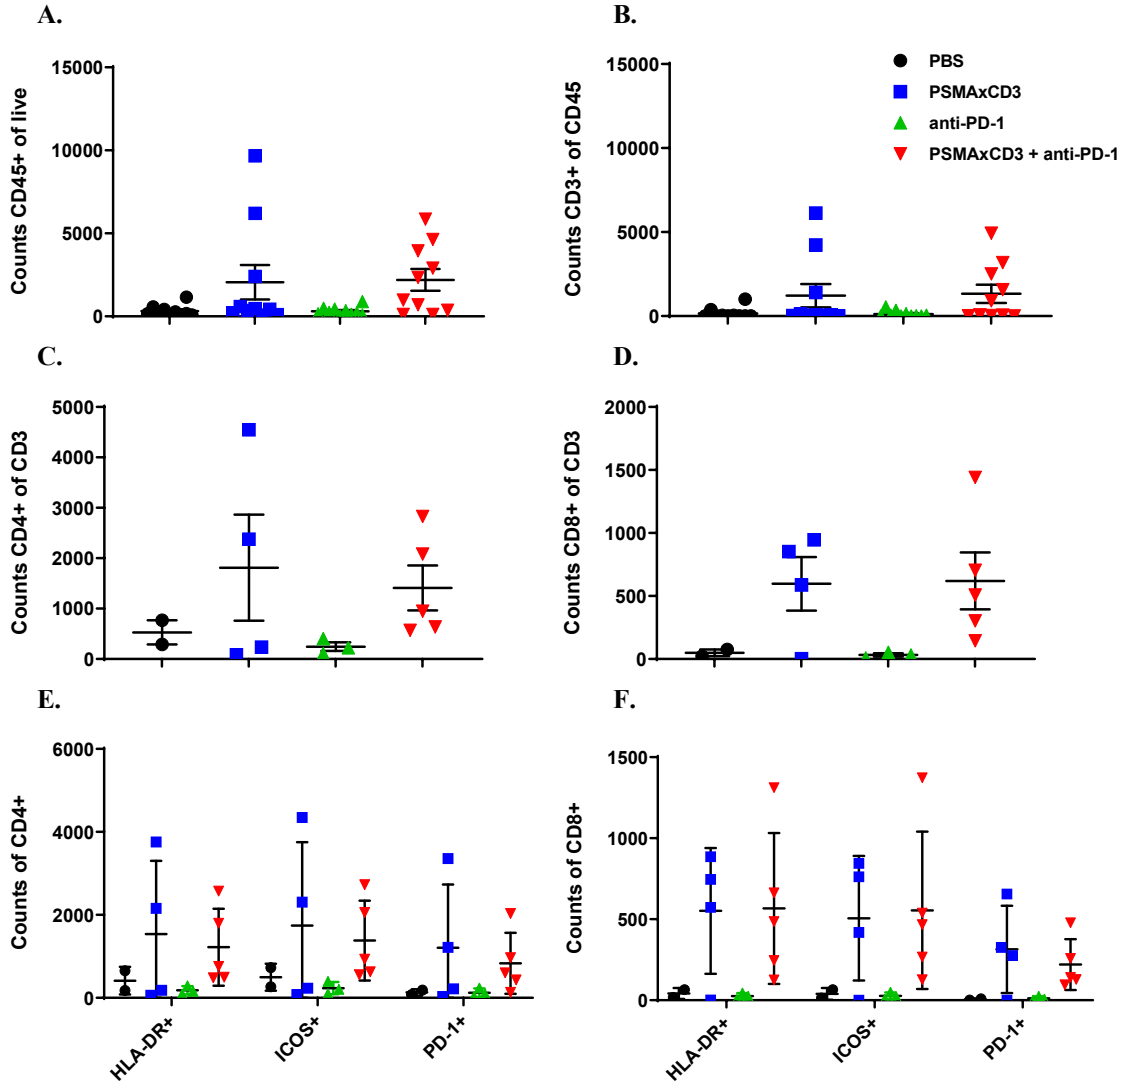 A.
B.
Counts CD45+ of live
15000
10000
5000
0
Counts CD3+ of CD45
15000
10000
5000
0
PBS
PSMAxCD3
anti-PD-1
PSMAxCD3 + anti-PD-1
C.
D.
Counts CD4+ of CD3
5000
4000
3000
2000
1000
0
Counts CD8+ of CD3
2000
1500
1000
500
0
E.
F.
Counts of CD4+
6000
4000
2000
0
HLA-DR+
ICOS+
PD-1+
Counts of CD8+
1500
1000
500
0
HLA-DR+
ICOS+
PD-1+